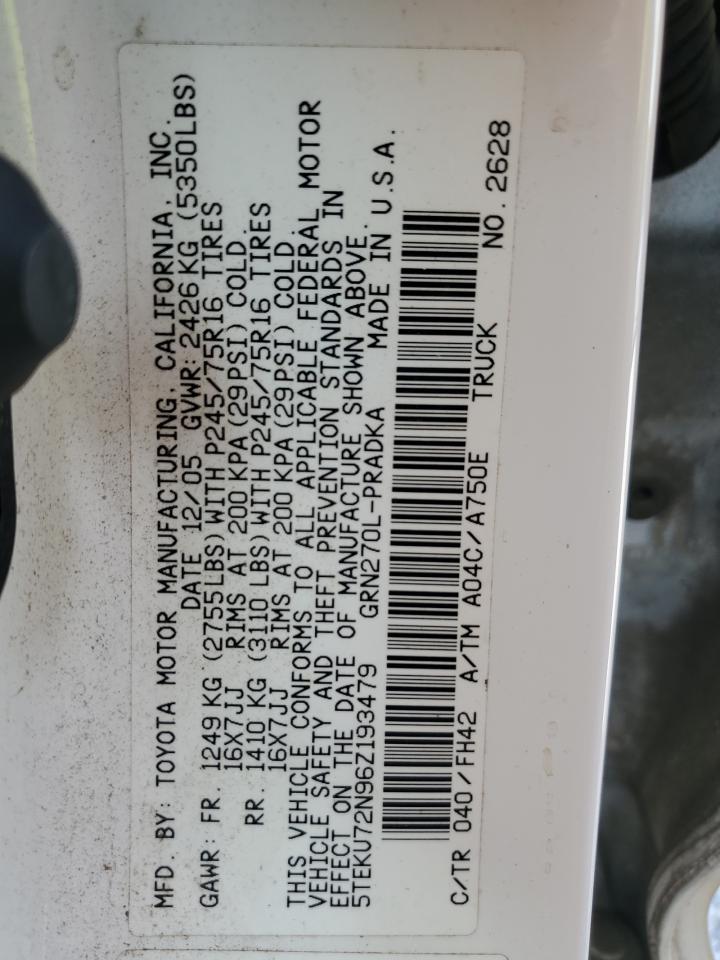 MFD. BY: TOYOTA MOTOR MANUFACTURING, CALIFORNIA, INC.
DATE 12/05 GVWR: 2426KG (5350LBS)
GAWR: FR. 1249KG (2755LBS) WITH P245/75R16 TIRES
16X7JJ RIMS AT 200 KPA (29PSI) COLD.
RR. 1410 KG (3110 LBS) WITH P245/75R16 TIRES
16X7JJ RIMS AT 200 KPA (29PSI) COLD.
THIS VEHICLE CONFORMS TO ALL APPLICABLE FEDERAL MOTOR
VEHICLE SAFETY AND THEFT PREVENTION STANDARDS IN
EFFECT ON THE DATE OF MANUFACTURE SHOWN ABOVE.
5TEKU72N96Z193479 GRN270L-PRADKA MADE IN U.S.A.
C/TR 040/FH42 A/TM A04C/A750E TRUCK NO. 2628